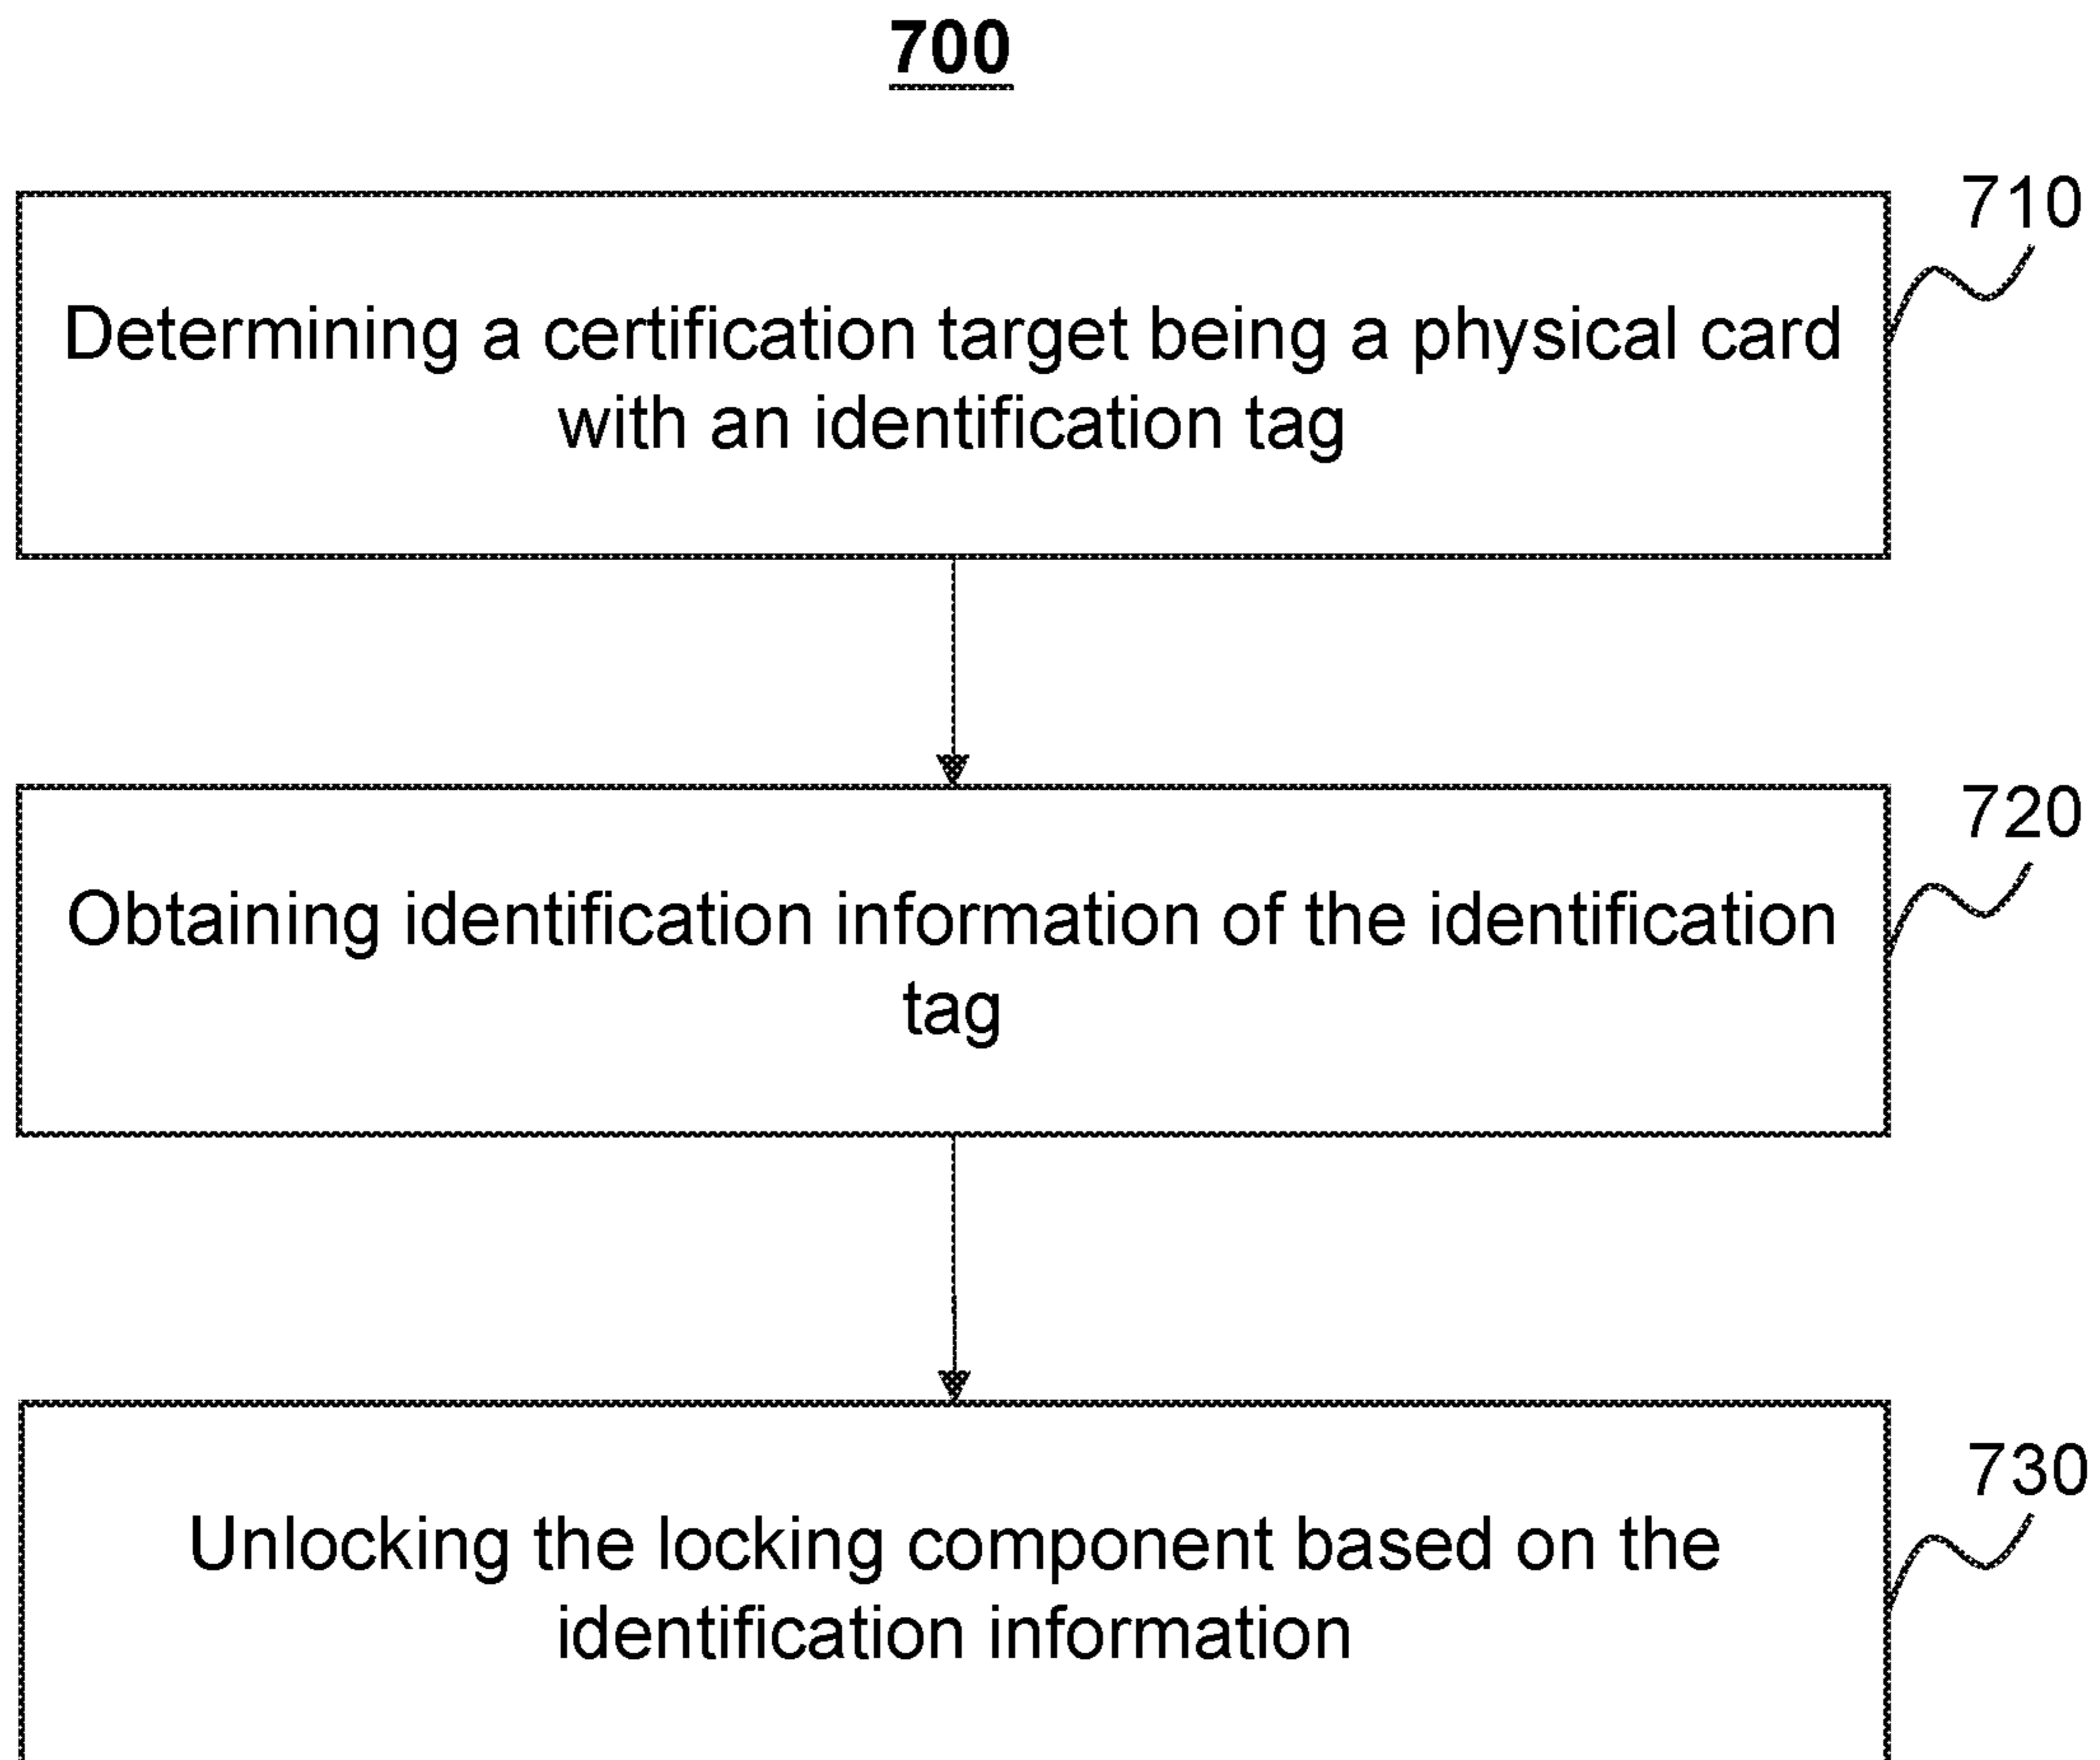 700
710
Determining a certification target being a physical card
with an identification tag
720
Obtaining identification information of the identification
tag
730
Unlocking the locking component based on the
identification information